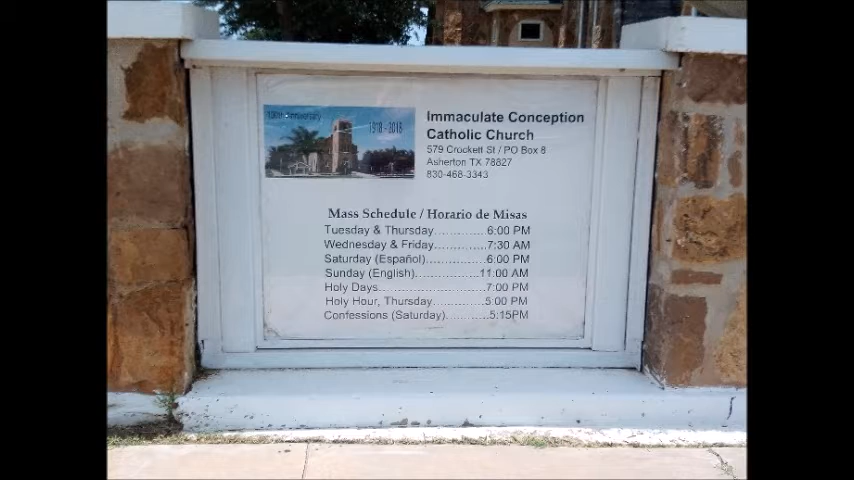 100th Anniversary
1918 - 2018
Immaculate Conception
Catholic Church
579 Crockett St / PO Box 8
Asherton TX 78827
830-468-3343
Mass Schedule / Horario de Misas
Tuesday & Thursday.............. 6:00 PM
Wednesday & Friday.............. 7:30 AM
Saturday (Español)................ 6:00 PM
Sunday (English).................. 11:00 AM
Holy Days............................. 7:00 PM
Holy Hour, Thursday.............. 5:00 PM
Confessions (Saturday)........... 5:15PM